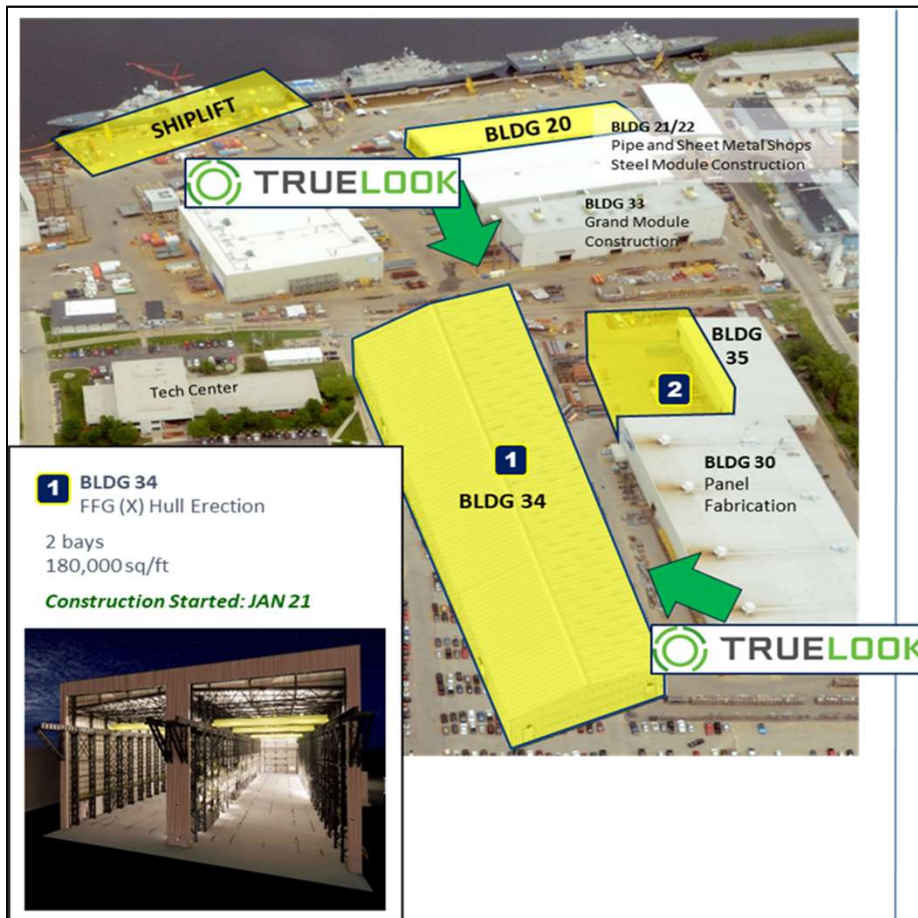 SHIPLIFT
BLDG 20
BLDG 21/22
Pipe and Sheet Metal Shops
Steel Module Construction
TRUELOOK
BLDG 33
Grand Module
Construction
BLDG
35
2
Tech Center
1
BLDG 34
BLDG 30
Panel
Fabrication
1 BLDG 34
FFG (X) Hull Erection
2 bays
180,000 sq/ft
Construction Started: JAN 21
TRUELOOK